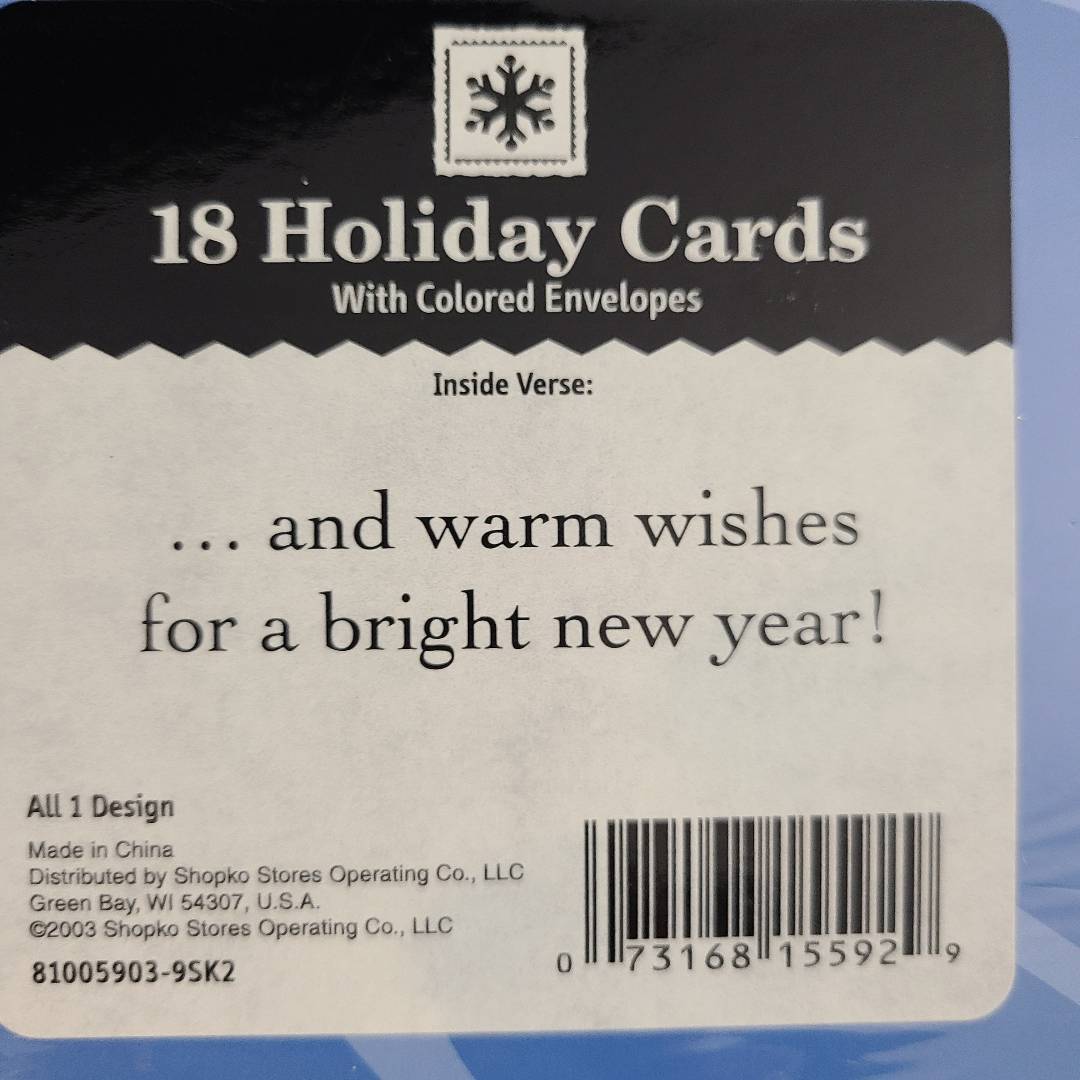 18 Holiday Cards
With Colored Envelopes
Inside Verse:
... and warm wishes
for a bright new year!
All 1 Design
Made in China
Distributed by Shopko Stores Operating Co., LLC
Green Bay, WI 54307, U.S.A.
©2003 Shopko Stores Operating Co., LLC
81005903-9SK2
0 73168 15592 9